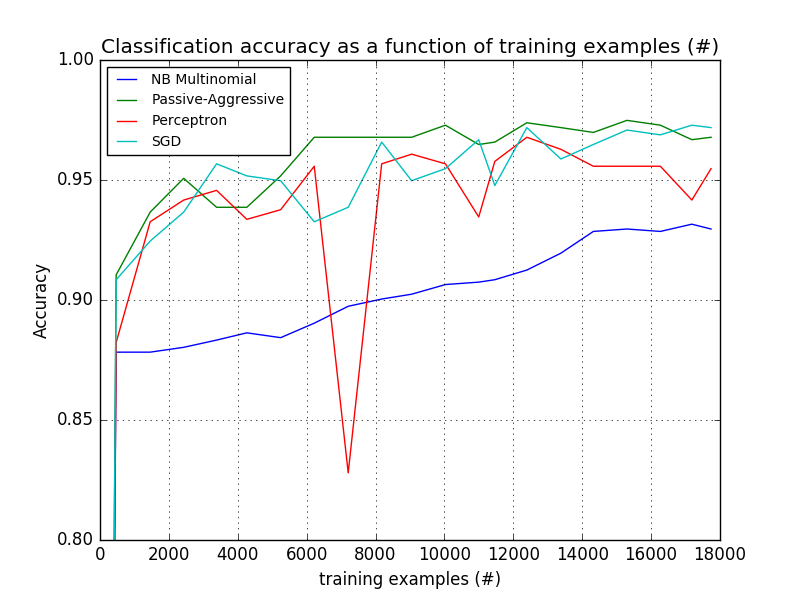 Classification accuracy as a function of training examples (#)
1.00
NB Multinomial
Passive-Aggressive
Perceptron
SGD
0.95
0.90
Accuracy
0.85
0.80
0 2000 4000 6000 8000 10000 12000 14000 16000 18000
training examples (#)